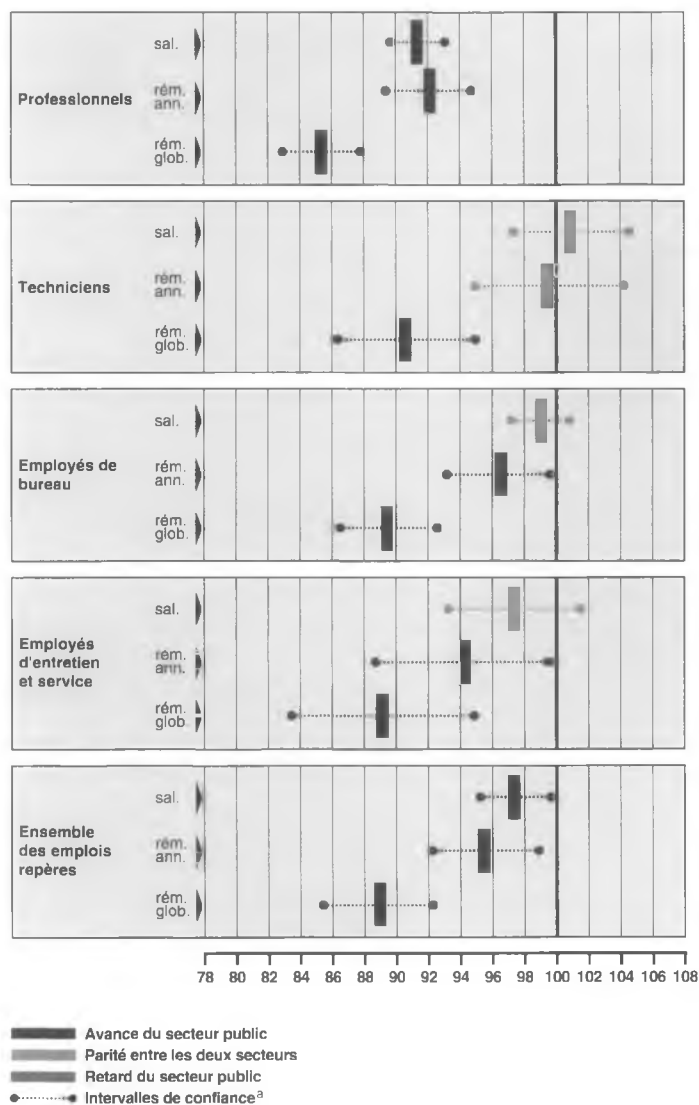 sal.
Professionnels
rém.
ann.
rém.
glob.
sal.
Techniciens
rém.
ann.
rém.
glob.
sal.
Employés de
bureau
rém.
ann.
rém.
glob.
sal.
Employés
d'entretien
et service
rém.
ann.
rém.
glob.
sal.
Ensemble
des emplois
repères
rém.
ann.
rém.
glob.
78 80 82 84 86 88 90 92 94 96 98 100 102 104 106 108
Avance du secteur public
Parité entre les deux secteurs
Retard du secteur public
Intervalles de confiance a